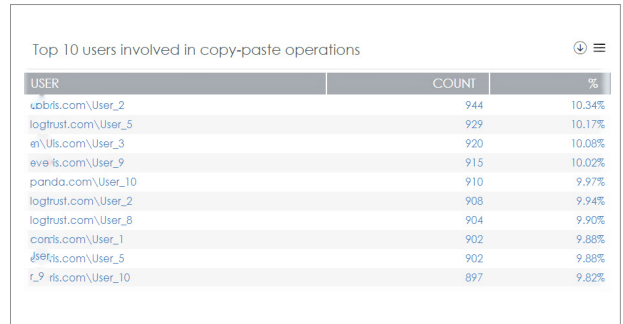 Top 10 users involved in copy-paste operations
USER COUNT %
\User_2 944 10.34%
logtrust.com\User_5 929 10.17%
\User_3 920 10.08%
\User_9 915 10.02%
panda.com\User_10 910 9.97%
logtrust.com\User_2 908 9.94%
logtrust.com\User_8 904 9.90%
\User_1 902 9.88%
\User_5 902 9.88%
ris.com\User_10 897 9.82%